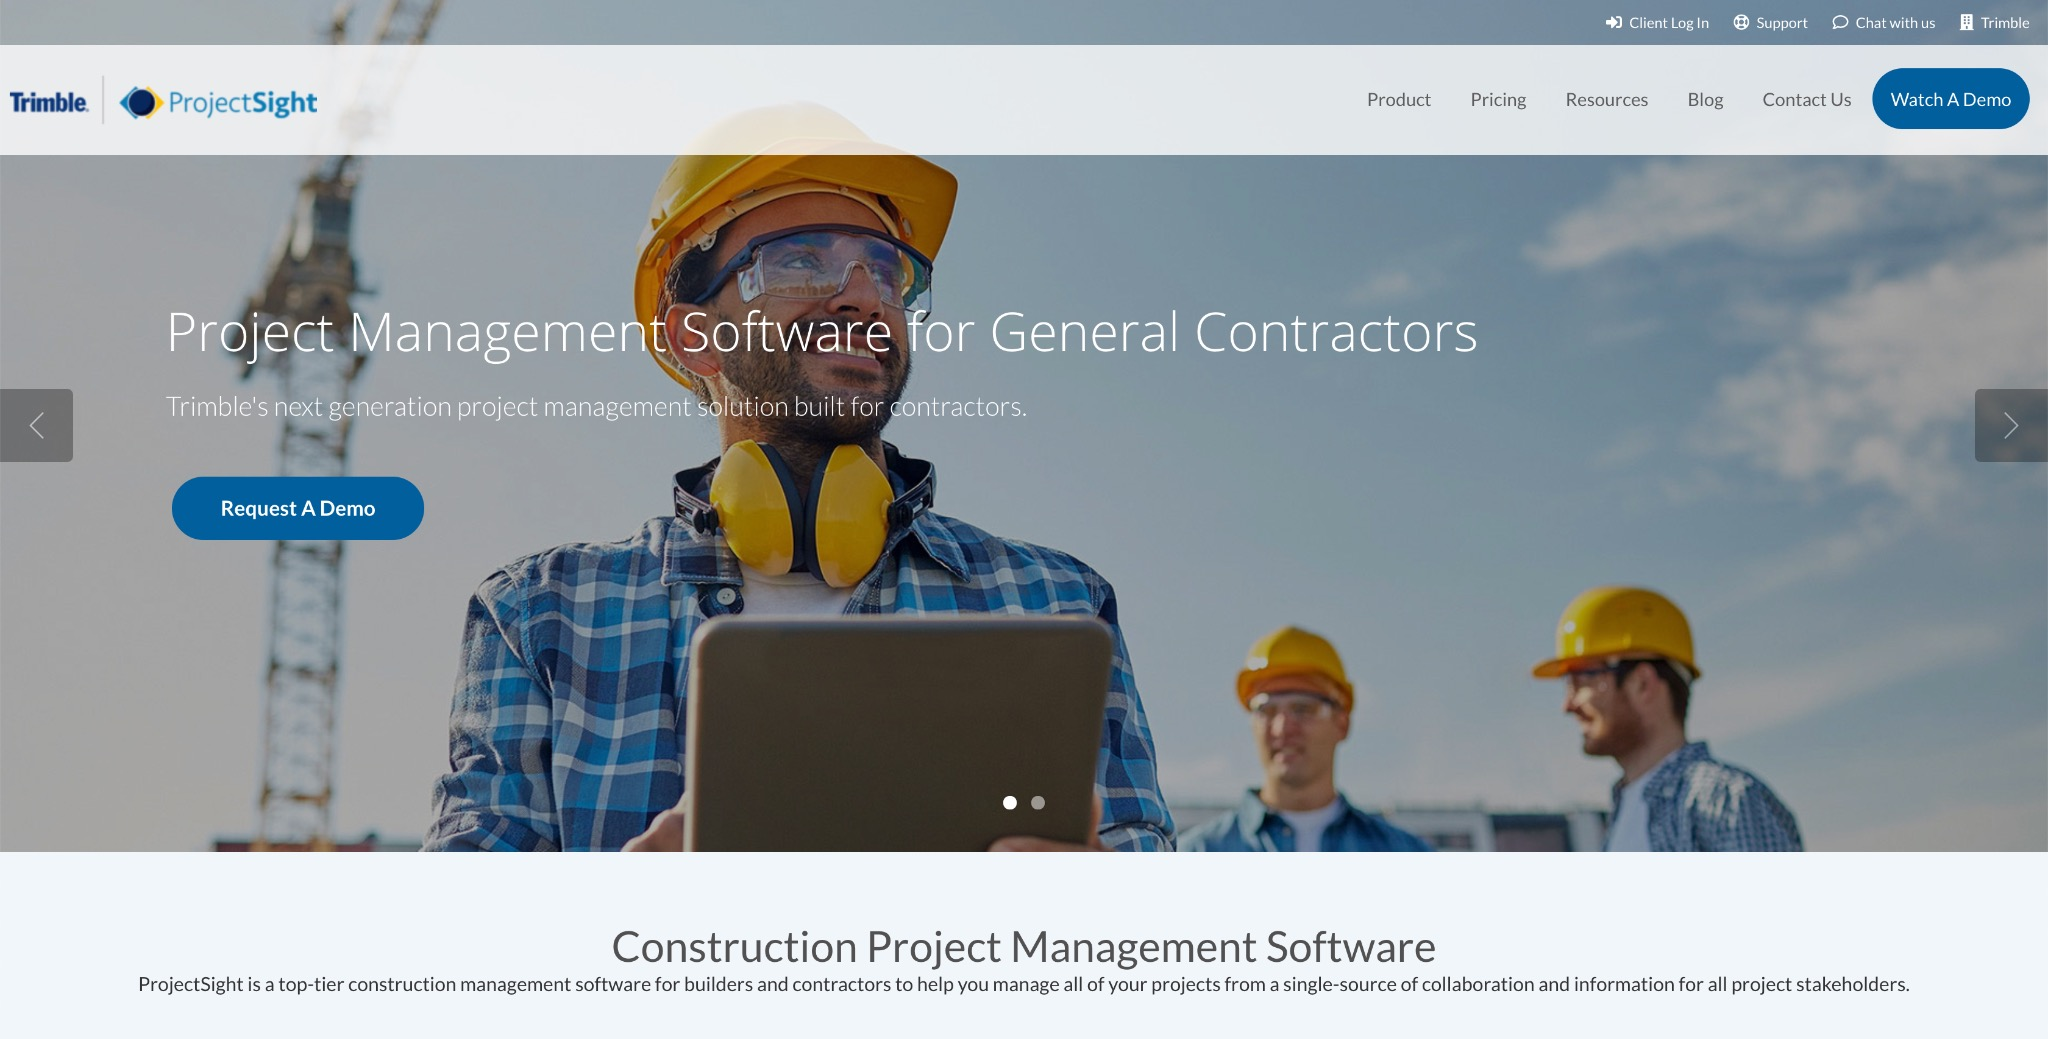 Client Log In Support Chat with us Trimble
Trimble. ProjectSight
Product Pricing Resources Blog Contact Us Watch A Demo
Project Management Software for General Contractors
Trimble's next generation project management solution built for contractors.
Request A Demo
Construction Project Management Software
ProjectSight is a top-tier construction management software for builders and contractors to help you manage all of your projects from a single-source of collaboration and information for all project stakeholders.